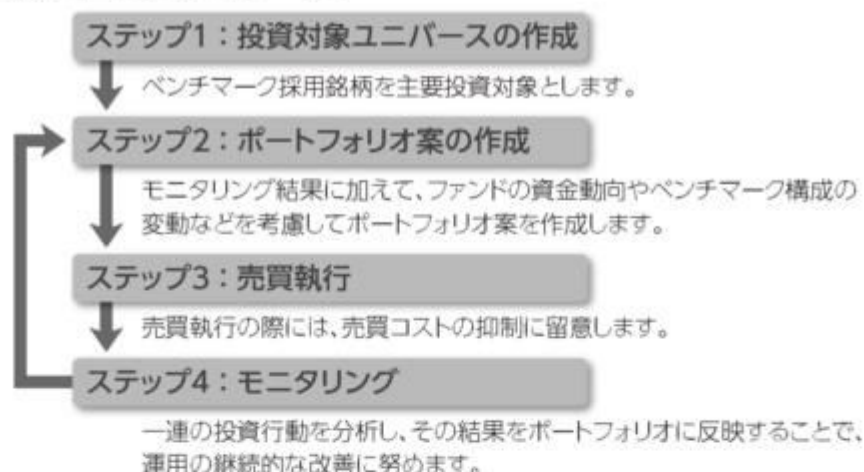 ステップ1：投資対象ユニバースの作成
ベンチマーク採用銘柄を主要投資対象とします。
ステップ2：ポートフォリオ案の作成
モニタリング結果に加えて、ファンドの資金動向やベンチマーク構成の
変動などを考慮してポートフォリオ案を作成します。
ステップ3：売買執行
売買執行の際には、売買コストの抑制に留意します。
ステップ4：モニタリング
一連の投資行動を分析し、その結果をポートフォリオに反映することで、
運用の継続的な改善に努めます。